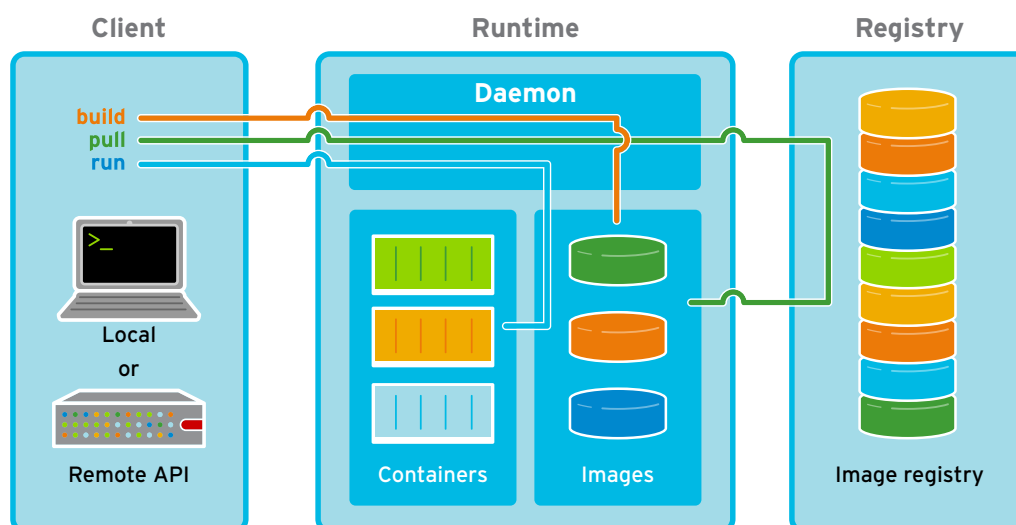 Client
Runtime
Registry
Daemon
build
pull
run
>_
Local
or
Remote API
Containers
Images
Image registry